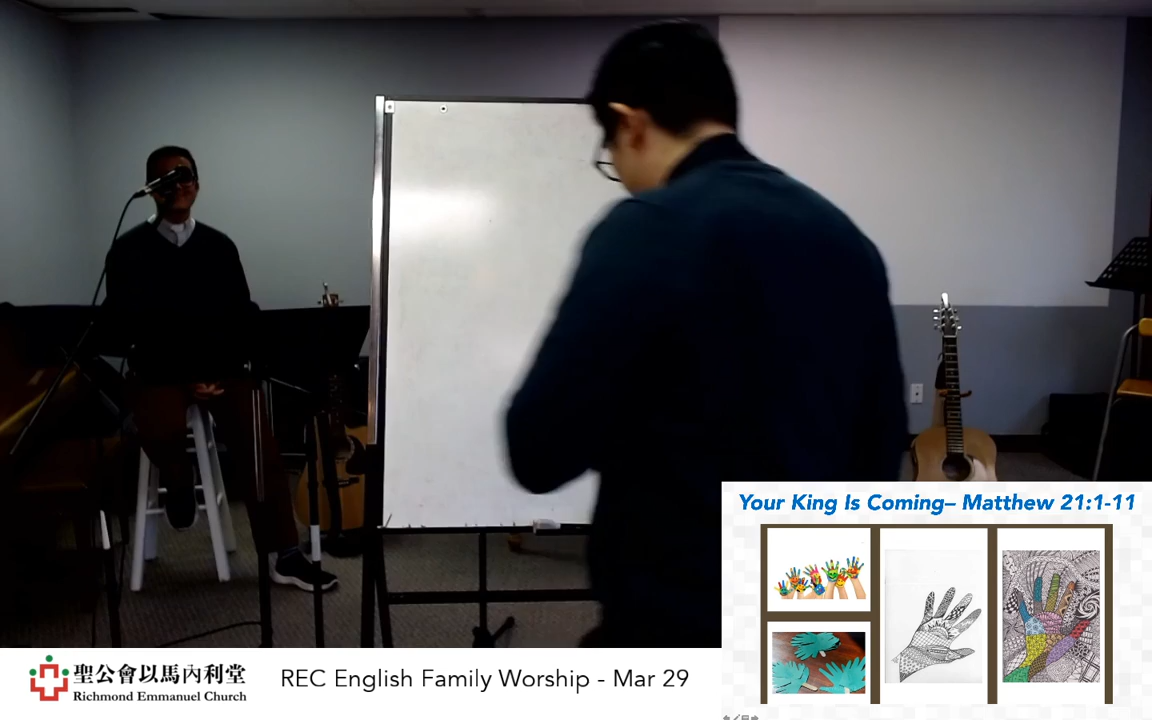 Your King Is Coming– Matthew 21:1-11
聖公會以馬內利堂
Richmond Emmanuel Church
REC English Family Worship - Mar 29